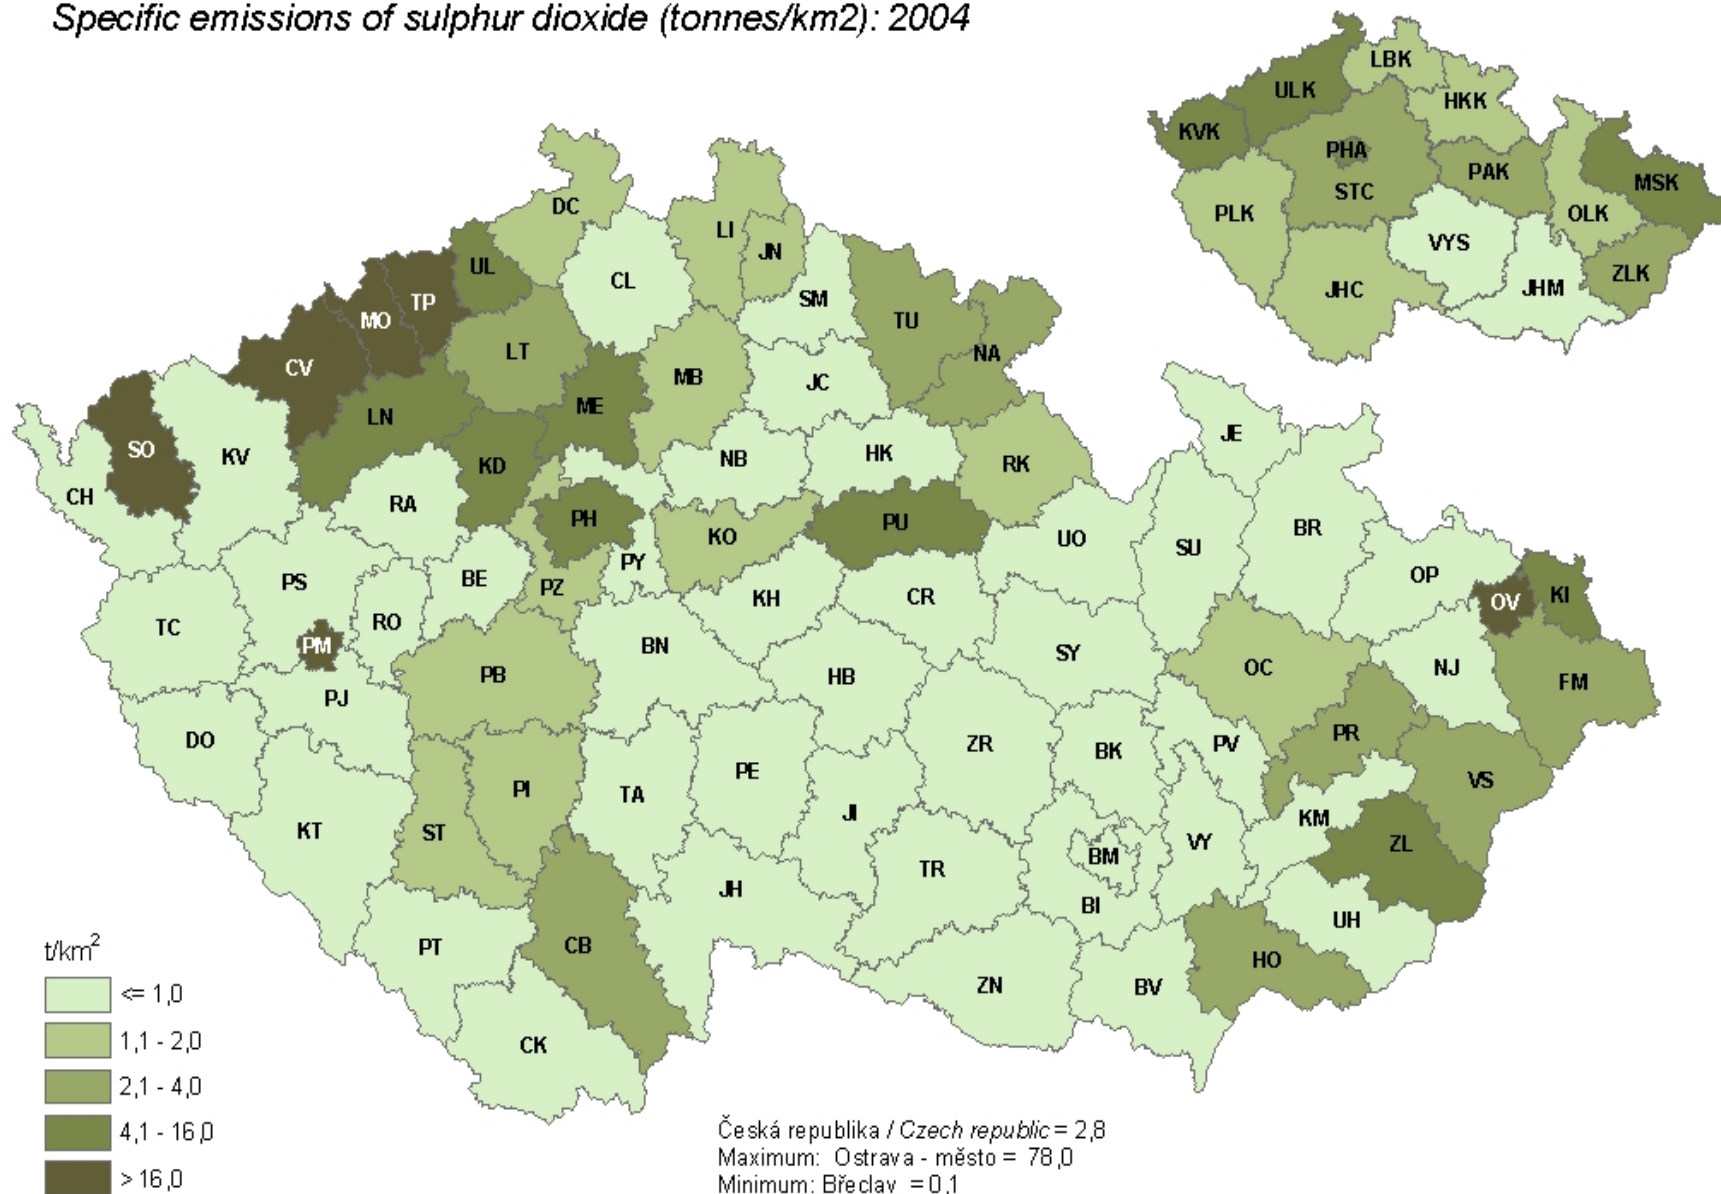 Specific emissions of sulphur dioxide (tonnes/km2): 2004
LBK
ULK
HKK
KVK
PHA
PAK
MSK
STC
PLK
OLK
VYS
ZLK
JHC
JHM
DC
LI
JN
UL
CL
SM
TP
MO
TU
LT
NA
CV
MB
JC
ME
LN
JE
SO
KV
KD
NB
HK
RK
CH
RA
PH
PU
KO
UO
BR
SU
PS
BE
PZ
PY
OP
KH
CR
OV
KI
TC
RO
PM
BN
SY
OC
NJ
PB
HB
FM
PJ
DO
ZR
BK
PV
PR
PE
VS
PI
TA
JI
KT
ST
KM
VY
ZL
BM
TR
JH
BI
UH
PT
CB
HO
ZN
BV
CK
t/km2
<= 1,0
1,1 - 2,0
2,1 - 4,0
4,1 - 16,0
> 16,0
Česká republika / Czech republic = 2,8
Maximum: Ostrava - město = 78,0
Minimum: Břeclav = 0,1